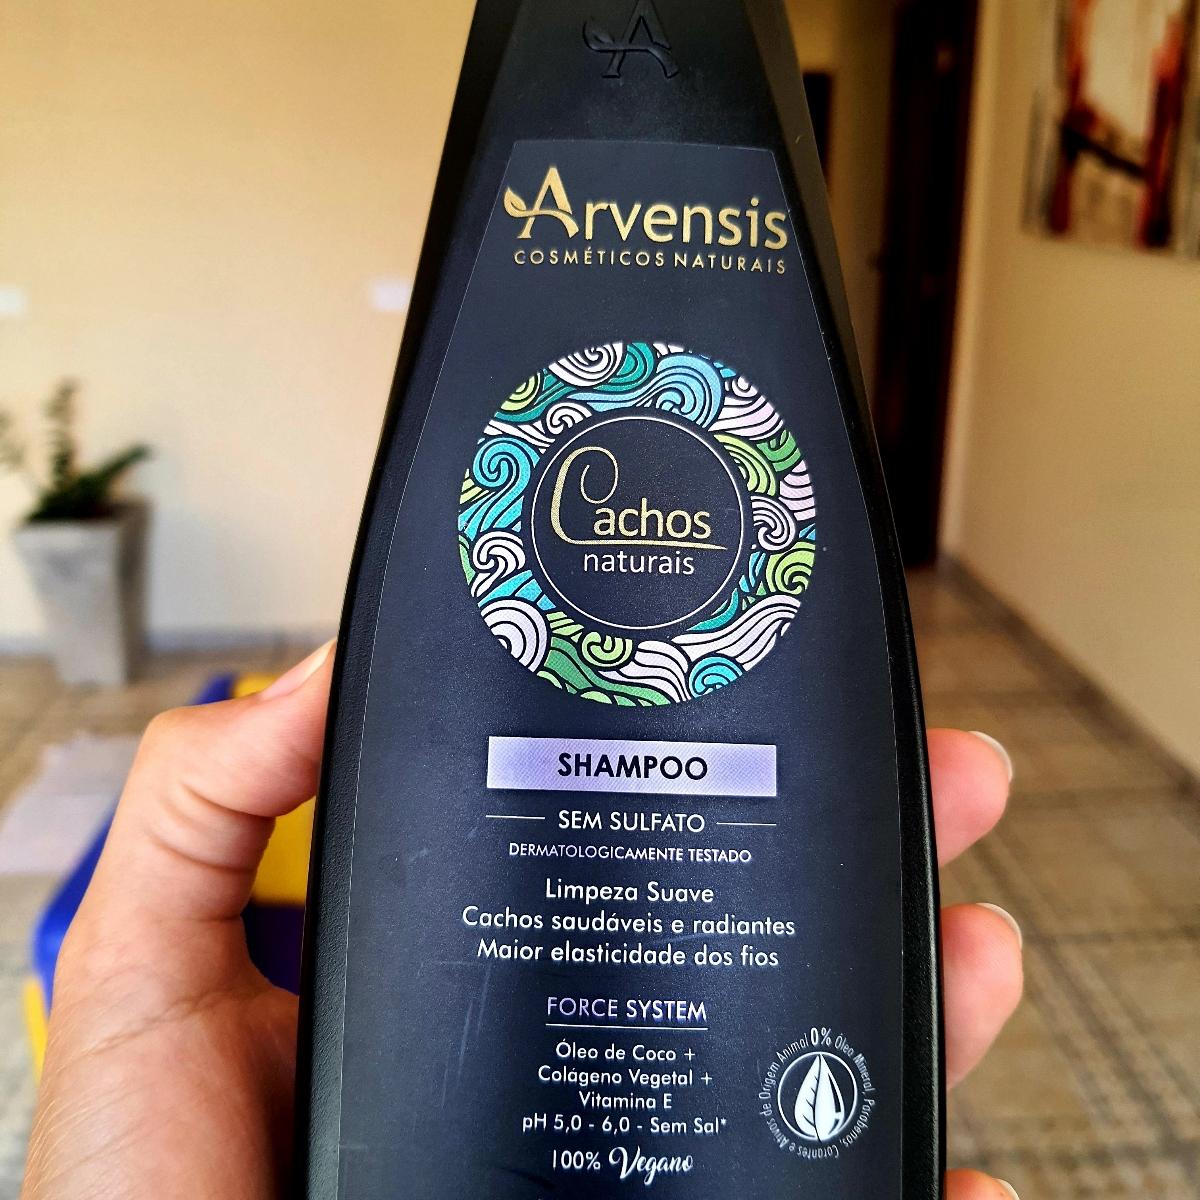 Arvensis
COSMÉTICOS NATURAIS
Cachos
naturais
SHAMPOO
SEM SULFATO
DERMATOLOGICAMENTE TESTADO
Limpeza Suave
Cachos saudáveis e radiantes
Maior elasticidade dos fios
FORCE SYSTEM
Óleo de Coco +
Colágeno Vegetal +
Vitamina E
pH 5,0 - 6,0 - Sem Sal*
100% Vegano
0% Óleo Mineral, Parabenos, Corantes e Ativos de Origem Animal